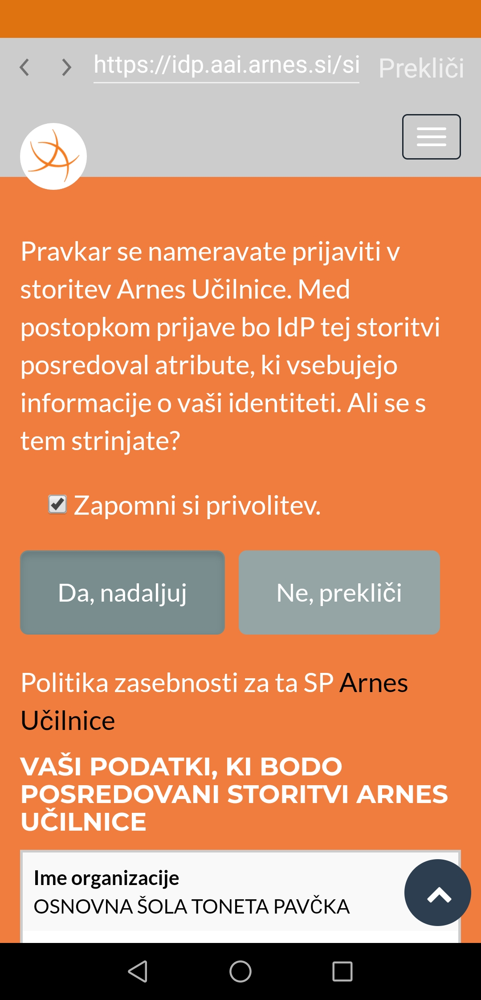 https://idp.aai.arnes.si/si
Prekliči
Pravkar se nameravate prijaviti v
storitev Arnes Učilnice. Med
postopkom prijave bo IdP tej storitvi
posredoval atribute, ki vsebujejo
informacije o vaši identiteti. Ali se s
tem strinjate?
Zapomni si privolitev.
Da, nadaljuj
Ne, prekliči
Politika zasebnosti za ta SP Arnes
Učilnice
VAŠI PODATKI, KI BODO
POSREDOVANI STORITVI ARNES
UČILNICE
Ime organizacije
OSNOVNA ŠOLA TONETA PAVČKA